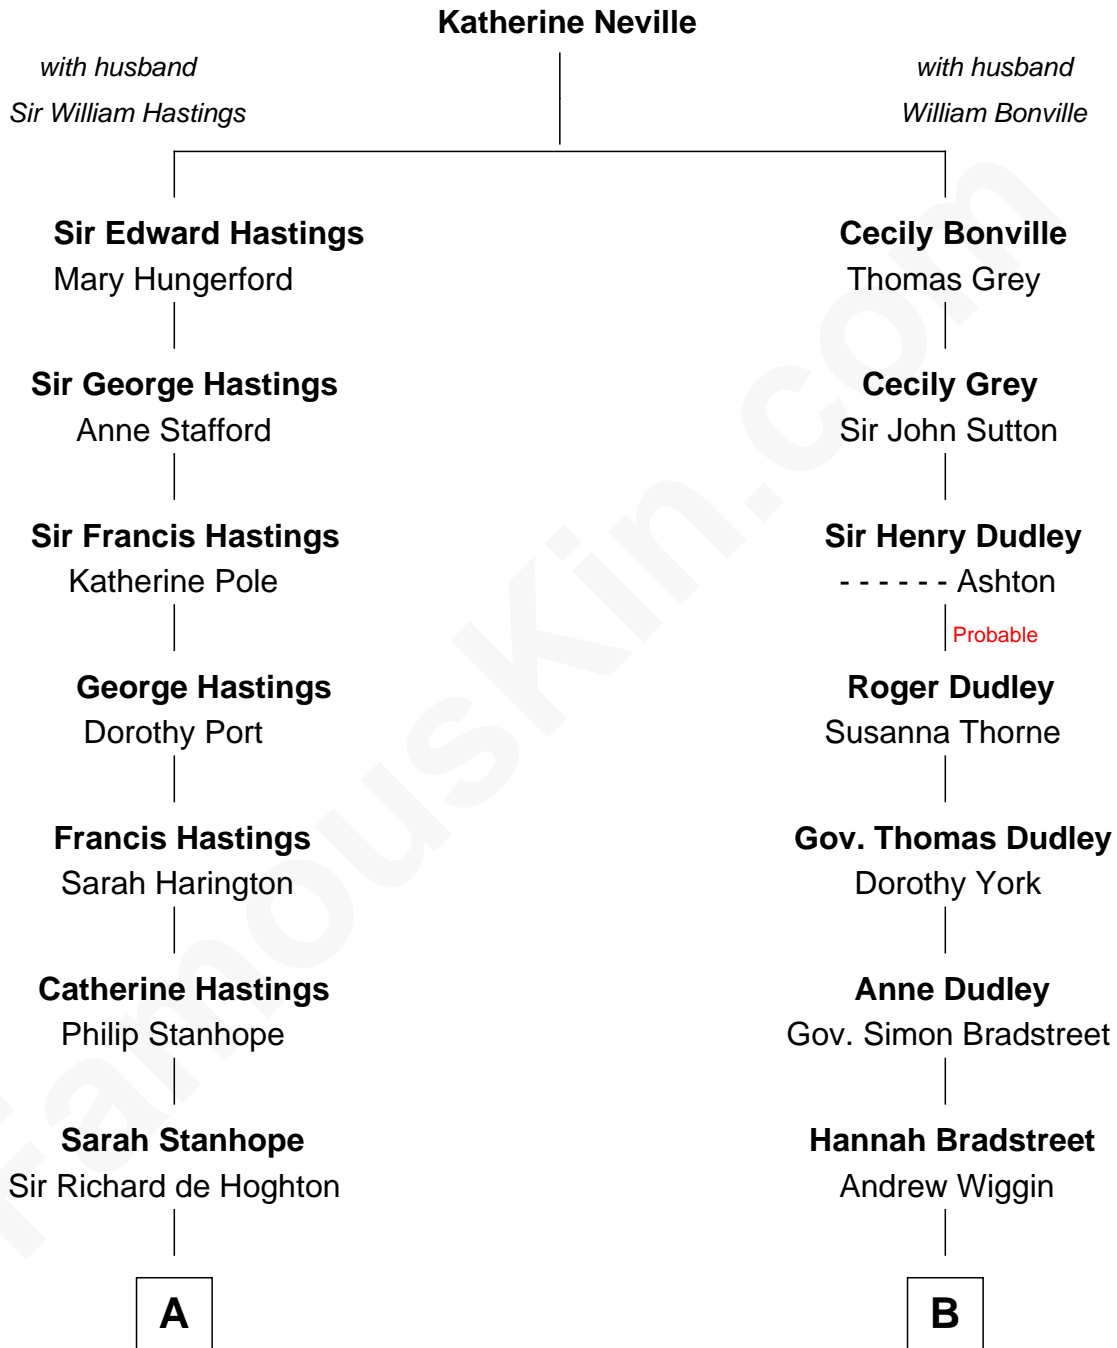 Katherine Neville
with husband
Sir William Hastings
with husband
William Bonville
Sir Edward Hastings
Mary Hungerford
Sir George Hastings
Anne Stafford
Sir Francis Hastings
Katherine Pole
George Hastings
Dorothy Port
Francis Hastings
Sarah Harington
Catherine Hastings
Philip Stanhope
Sarah Stanhope
Sir Richard de Hoghton
A
Cecily Bonville
Thomas Grey
Cecily Grey
Sir John Sutton
Sir Henry Dudley
- - - - - - Ashton
Probable
Roger Dudley
Susanna Thorne
Gov. Thomas Dudley
Dorothy York
Anne Dudley
Gov. Simon Bradstreet
Hannah Bradstreet
Andrew Wiggin
B
FamousKin.com